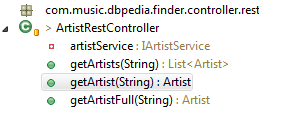 com.music.dbpedia.finder.controller.rest
> ArtistRestController
artistService : IArtistService
getArtists(String) : List<Artist>
getArtist(String) : Artist
getArtistFull(String) : Artist